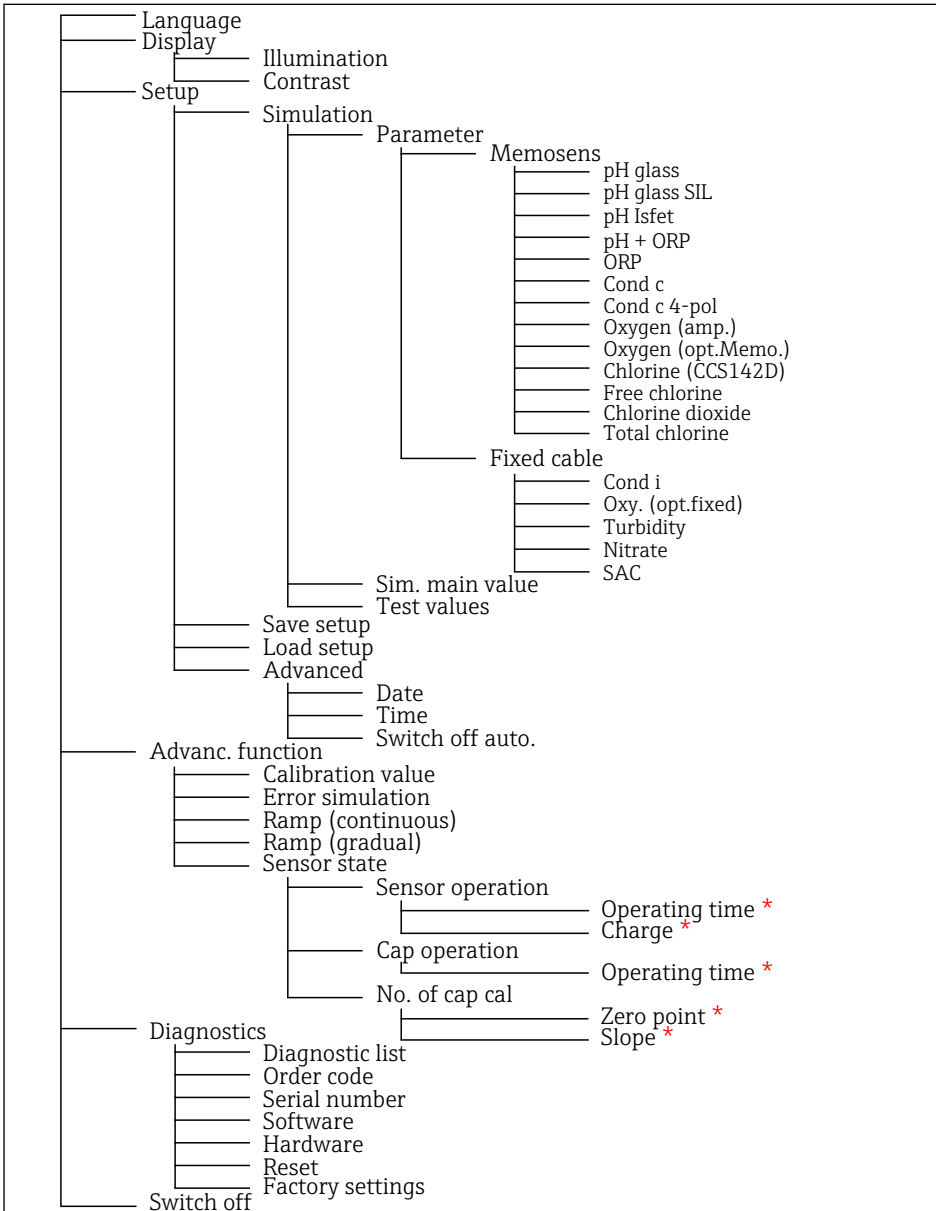 Language
Display
Illumination
Contrast
Setup
Simulation
Parameter
Memosens
pH glass
pH glass SIL
pH Isfet
pH + ORP
ORP
Cond c
Cond c 4-pol
Oxygen (amp.)
Oxygen (opt.Memo.)
Chlorine (CCS142D)
Free chlorine
Chlorine dioxide
Total chlorine
Fixed cable
Cond i
Oxy. (opt.fixed)
Turbidity
Nitrate
SAC
Sim. main value
Test values
Save setup
Load setup
Advanced
Date
Time
Switch off auto.
Advanc. function
Calibration value
Error simulation
Ramp (continuous)
Ramp (gradual)
Sensor state
Sensor operation
Operating time *
Charge *
Cap operation
Operating time *
No. of cap cal
Zero point *
Slope *
Diagnostics
Diagnostic list
Order code
Serial number
Software
Hardware
Reset
Factory settings
Switch off